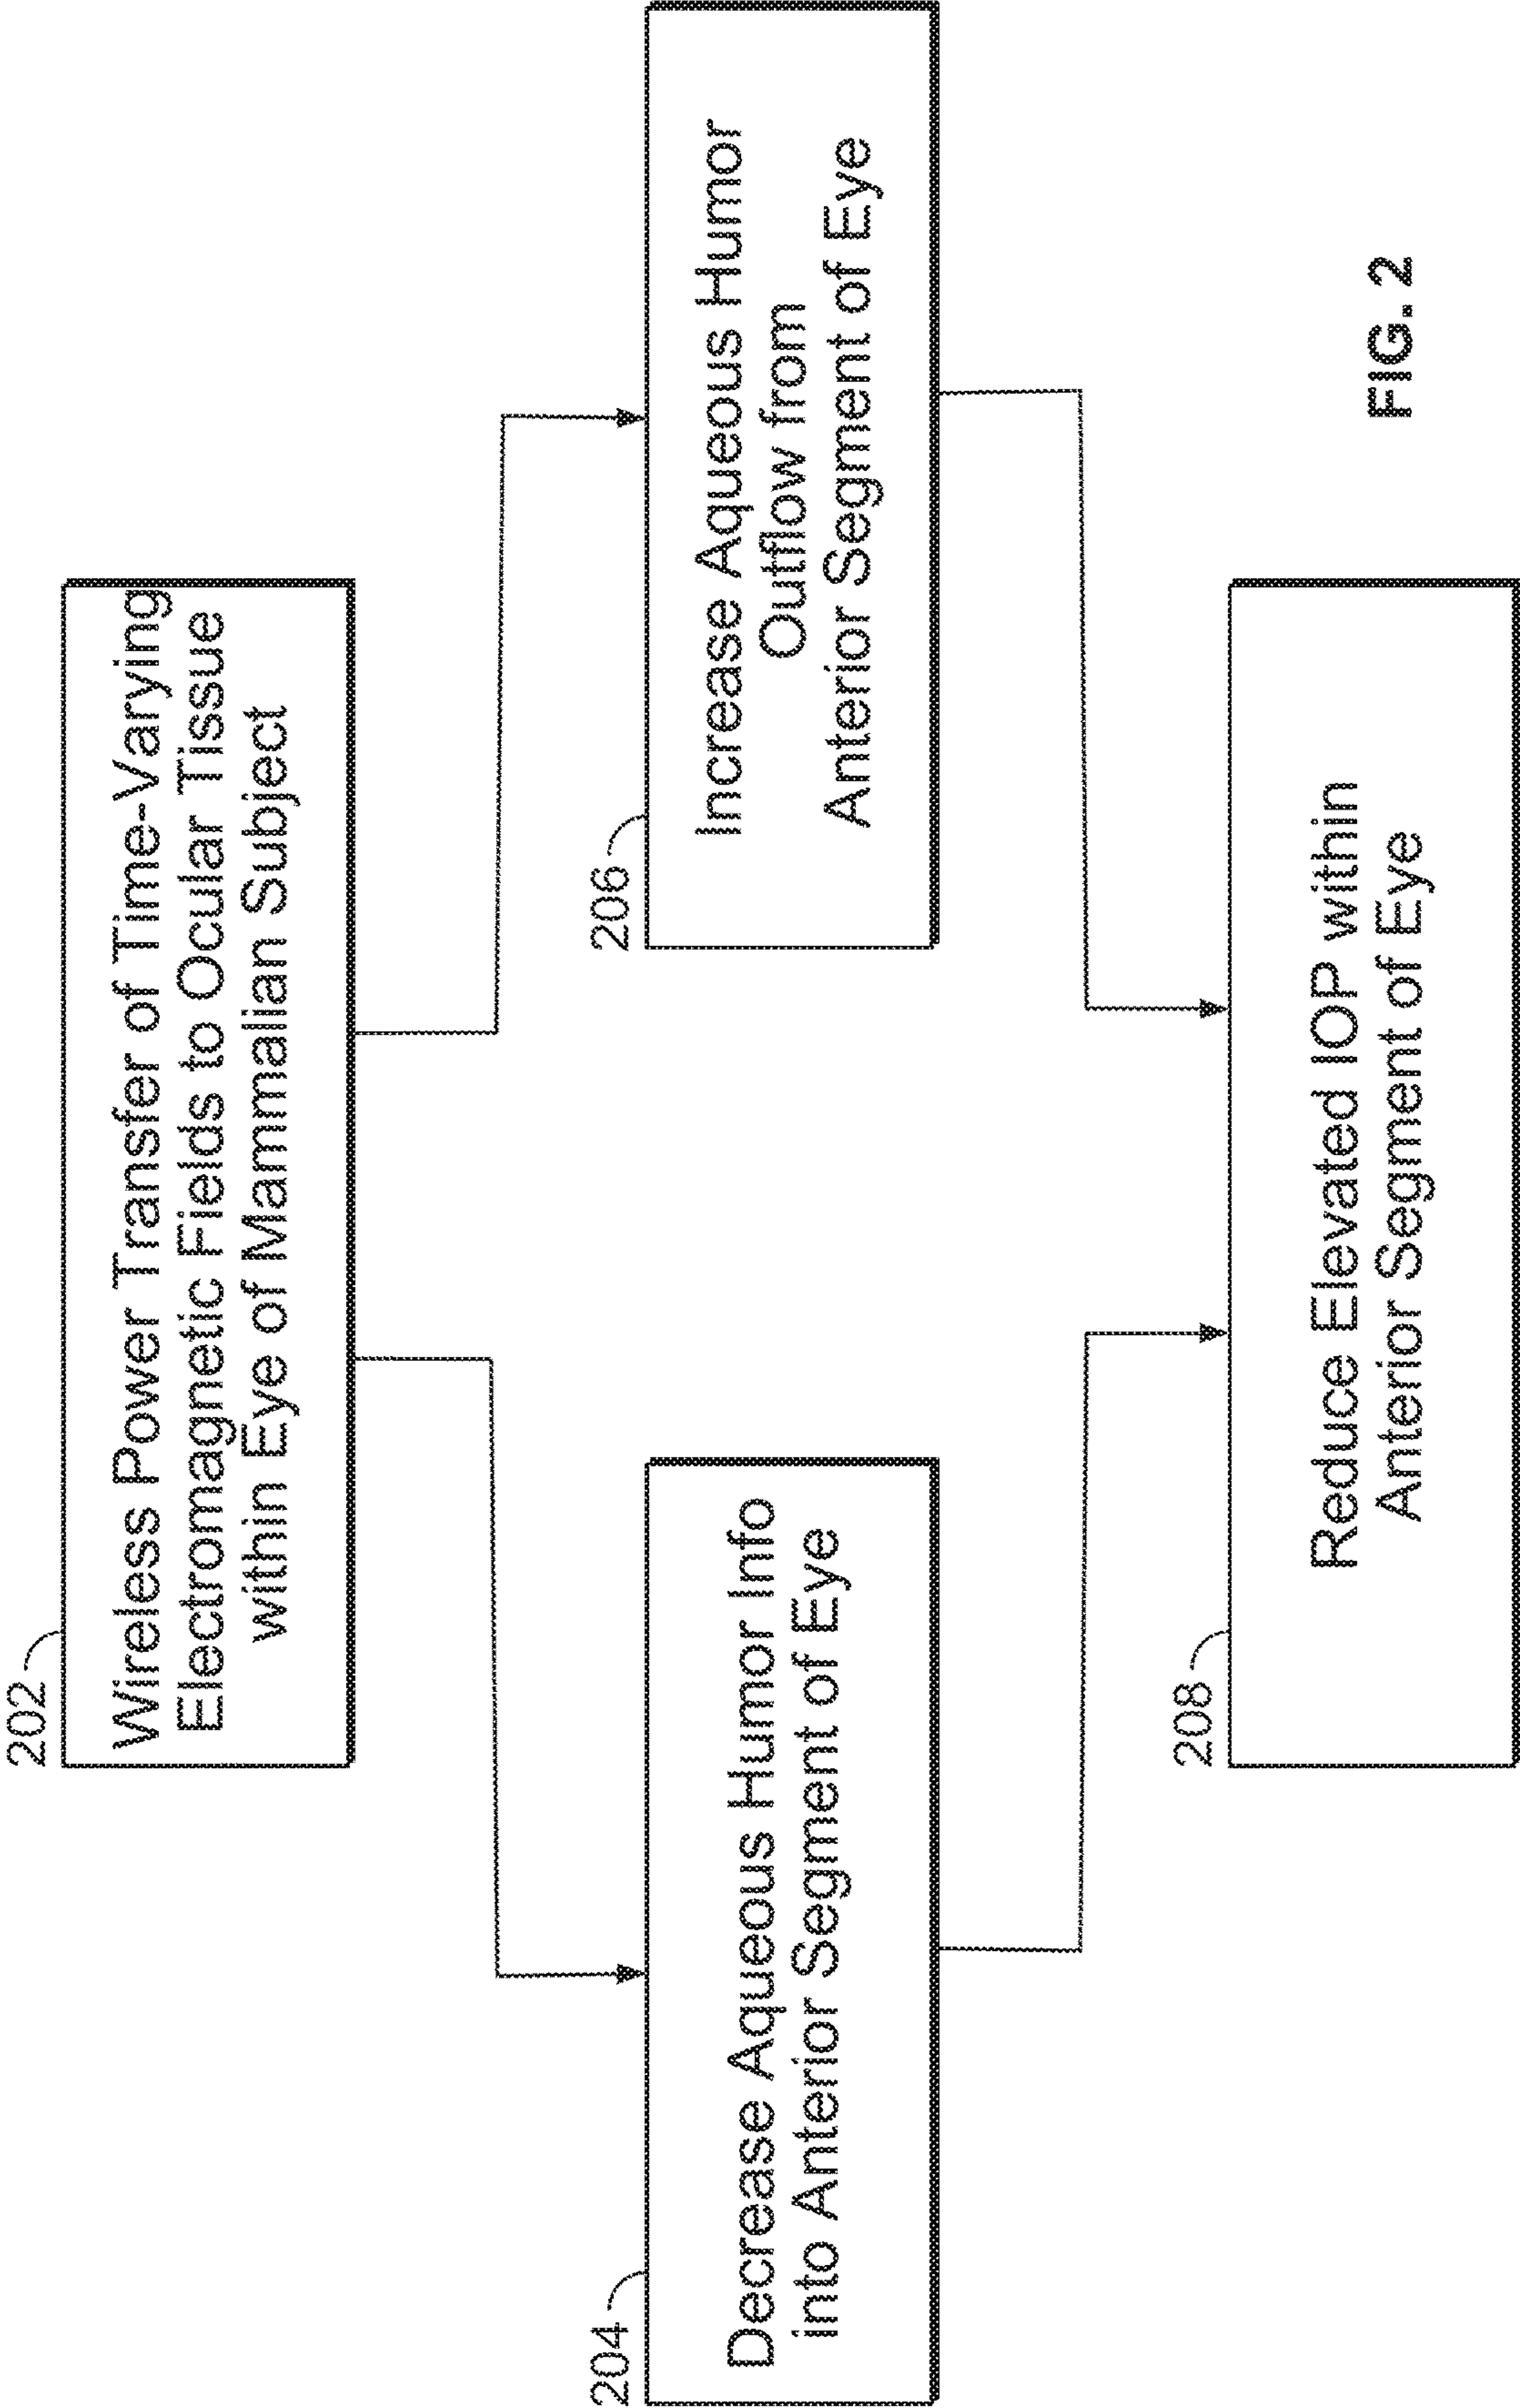 202
Wireless Power Transfer of Time-Varying
Electromagnetic Fields to Ocular Tissue
within Eye of Mammalian Subject
204
Decrease Aqueous Humor Info
into Anterior Segment of Eye
206
Increase Aqueous Humor
Outflow from
Anterior Segment of Eye
208
Reduce Elevated IOP within
Anterior Segment of Eye
FIG. 2